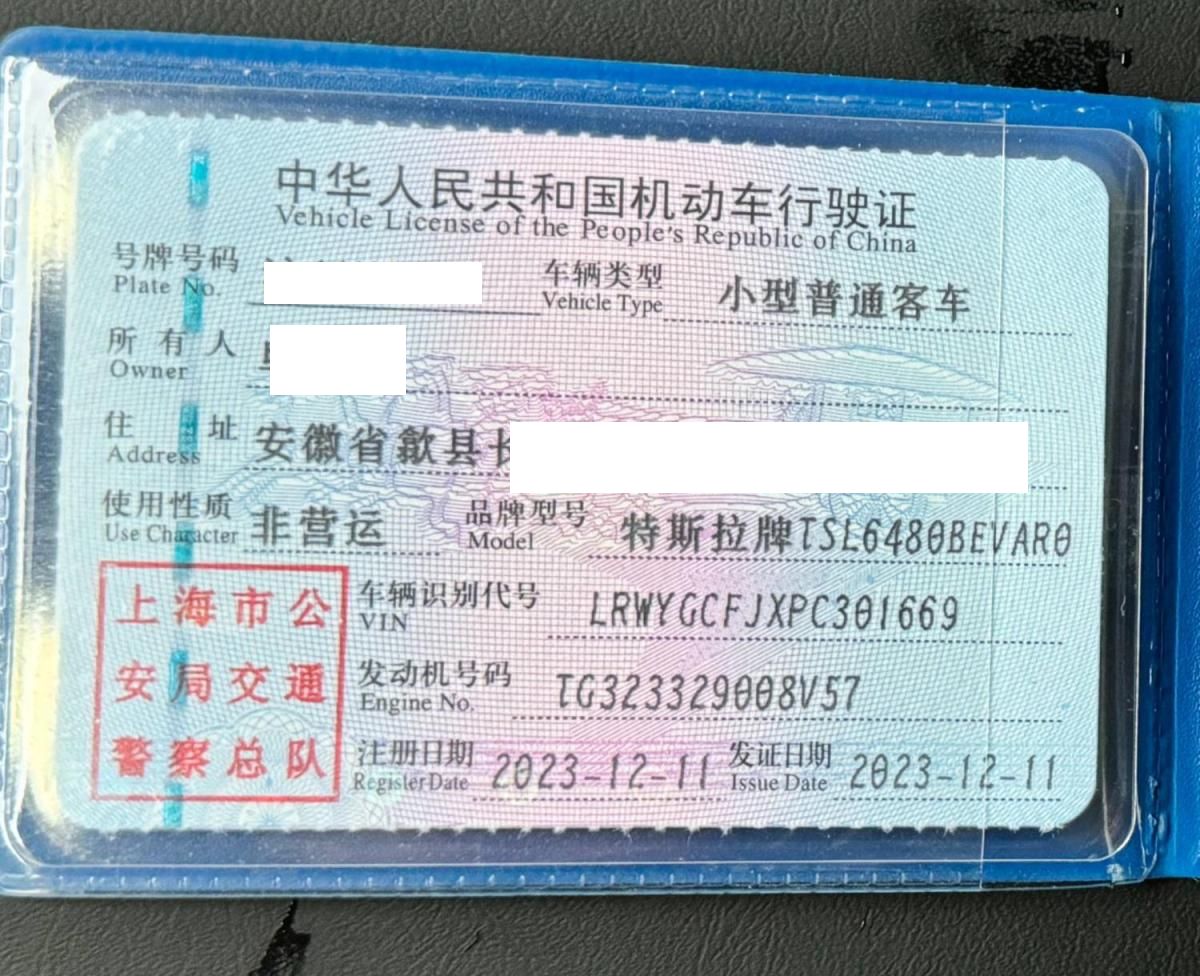 中华人民共和国机动车行驶证
Vehicle License of the People's Republic of China
号牌号码
Plate No.
车辆类型
Vehicle Type
小型普通客车
所有人
Owner
住址
Address
安徽省歙县长
使用性质
Use Character
非营运
品牌型号
Model
特斯拉牌TSL6480BEVAR0
上海市公
安局交通
警察总队
车辆识别代号
VIN
LRWYGCFJXPC301669
发动机号码
Engine No.
TG323329008V57
注册日期
Register Date
2023-12-11
发证日期
Issue Date
2023-12-11